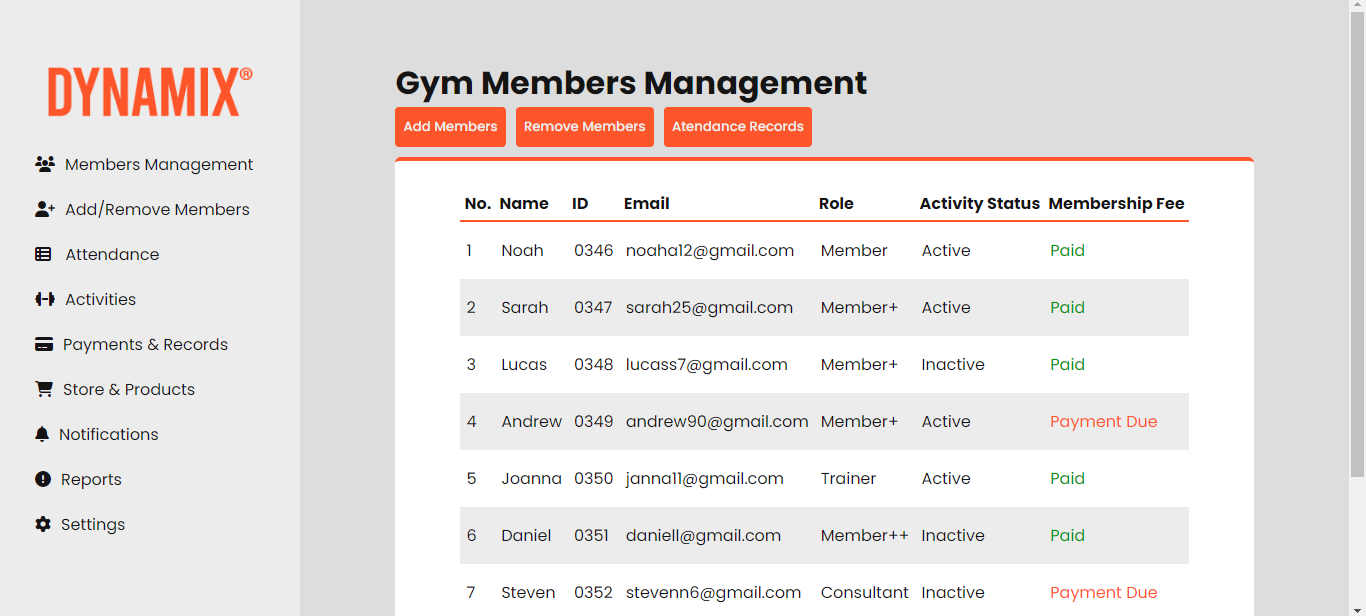 DYNAMIX®
Members Management
Add/Remove Members
Attendance
Activities
Payments & Records
Store & Products
Notifications
Reports
Settings
Gym Members Management
Add Members Remove Members Atendance Records
No. Name ID Email Role Activity Status Membership Fee
1 Noah 0346 noaha12@gmail.com Member Active Paid
2 Sarah 0347 sarah25@gmail.com Member+ Active Paid
3 Lucas 0348 lucass7@gmail.com Member+ Inactive Paid
4 Andrew 0349 andrew90@gmail.com Member+ Active Payment Due
5 Joanna 0350 janna11@gmail.com Trainer Active Paid
6 Daniel 0351 daniell@gmail.com Member++ Inactive Paid
7 Steven 0352 stevenn6@gmail.com Consultant Inactive Payment Due